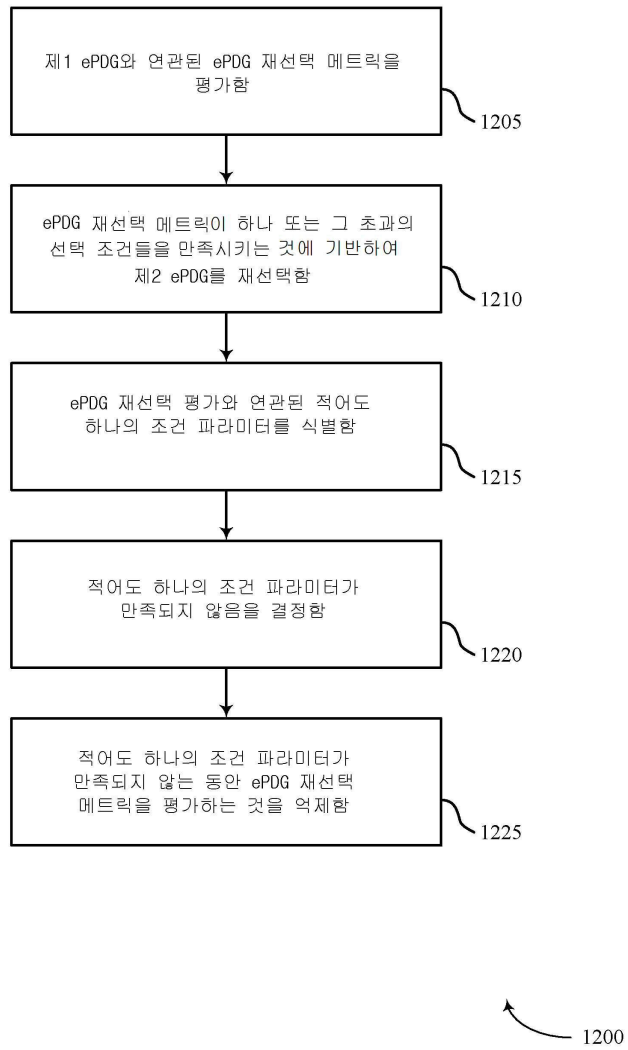 제1 ePDG와 연관된 ePDG 재선택 메트릭을
평가함
1205
ePDG 재선택 메트릭이 하나 또는 그 초과의
선택 조건들을 만족시키는 것에 기반하여
제2 ePDG를 재선택함
1210
ePDG 재선택 평가와 연관된 적어도
하나의 조건 파라미터를 식별함
1215
적어도 하나의 조건 파라미터가
만족되지 않음을 결정함
1220
적어도 하나의 조건 파라미터가
만족되지 않는 동안 ePDG 재선택
메트릭을 평가하는 것을 억제함
1225
1200